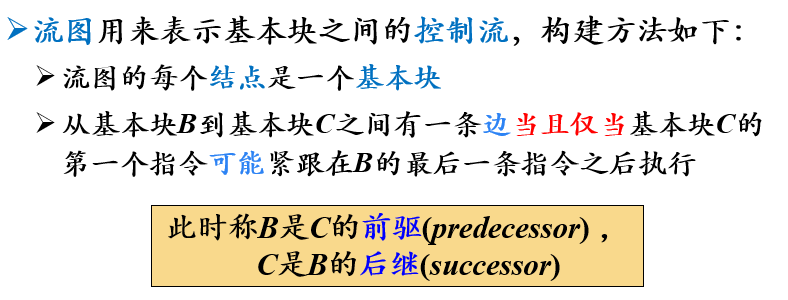 ➢流图用来表示基本块之间的控制流，构建方法如下：
➢流图的每个结点是一个基本块
➢从基本块B到基本块C之间有一条边当且仅当基本块C的
第一个指令可能紧跟在B的最后一条指令之后执行
此时称B是C的前驱(predecessor) ，
C是B的后继(successor)